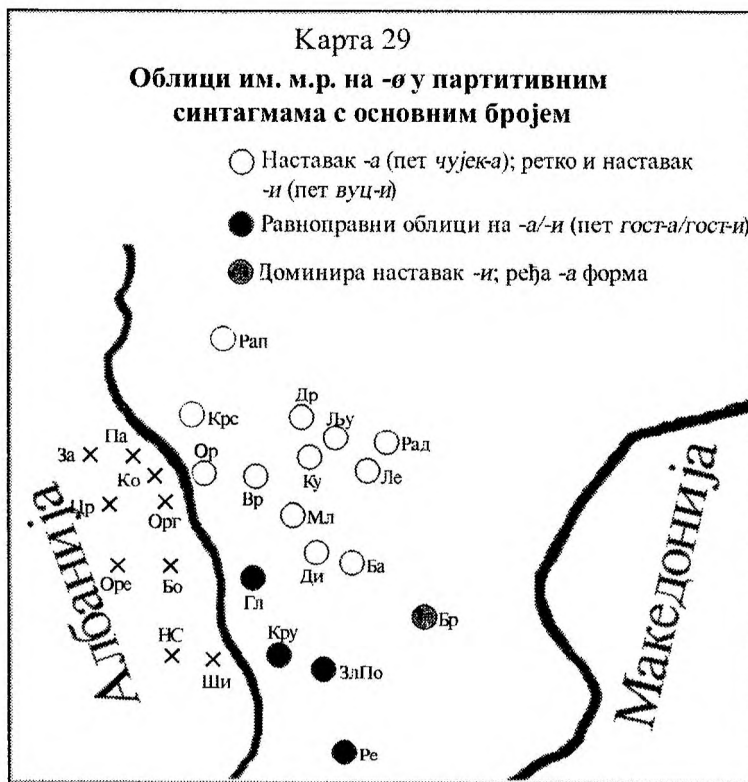 Карта 29
Облици им. м.р. на -ø у партитивним
синтагмама с основним бројем
Наставак -а (пет чујек-а); ретко и наставак
-и (пет вуц-и)
Равноправни облици на -а/-и (пет гост-а/гост-и)
Доминира наставак -и; ређа -а форма
Рап
Крс
Др
Љу
Рад
Па
За
Ор
Ко
Ку
Ле
Вр
Цр
Орг
Мл
Ди
Ба
Оре
Бо
Гл
Бр
НС
Ши
Кру
ЗлПо
Ре
Албанија
Македонија